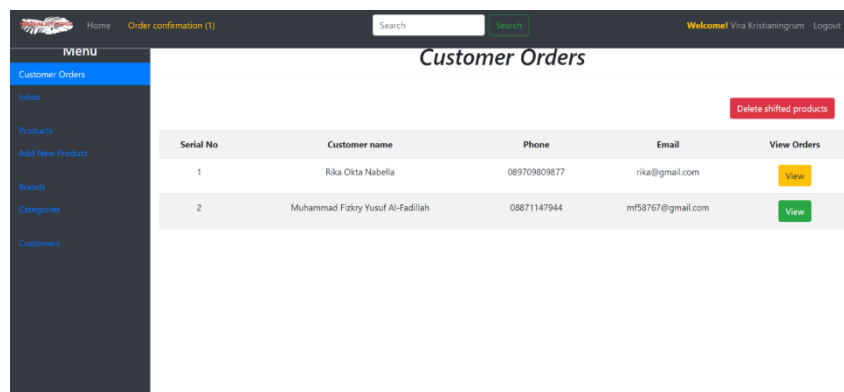 Home Order confirmation (1) Search Search Welcome! Vira Kristianingrum Logout
Menu
Customer Orders
Customer Orders
Inbox
Delete shifted products
Products
Add New Product
Serial No Customer name Phone Email View Orders
1 Rika Okta Nabella 089709809877 rika@gmail.com View
Brands
Categories
2 Muhammad Fizkry Yusuf Al-Fadillah 08871147944 mf58767@gmail.com View
Customers